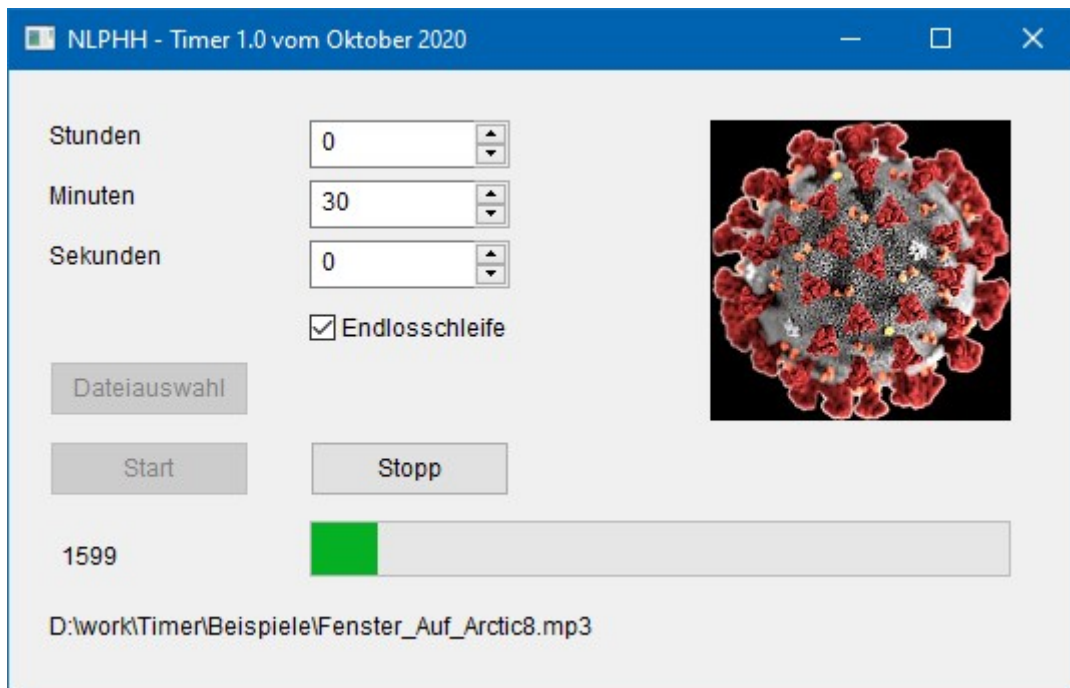 NLPHH - Timer 1.0 vom Oktober 2020
Stunden 0
Minuten 30
Sekunden 0
Endlosschleife
Dateiauswahl
Start Stopp
1599
D:\work\Timer\Beispiele\Fenster_Auf_Arctic8.mp3